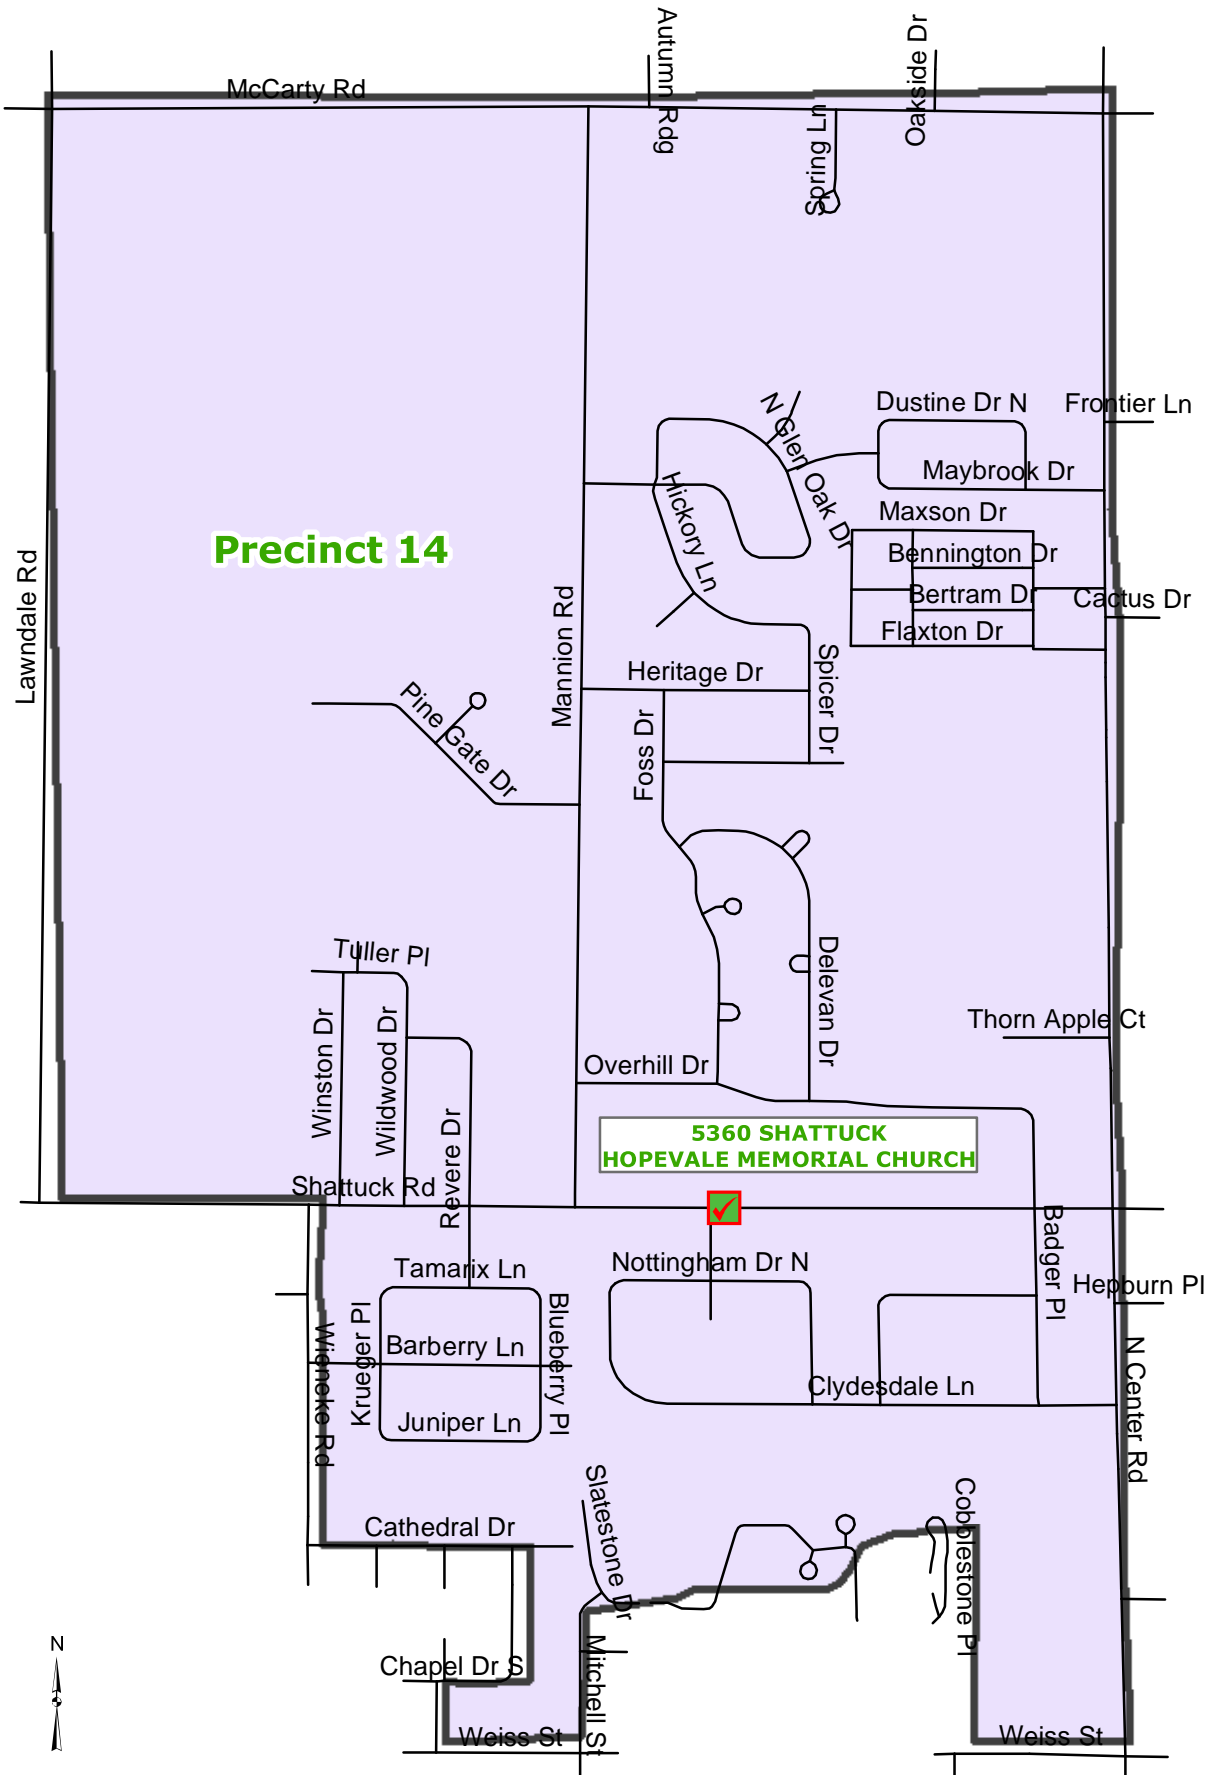 Autumn Rdg
Oakside Dr
McCarty Rd
Spring Ln
N Glen Oak Dr
Dustine Dr N
Frontier Ln
Maybrook Dr
Hickory Ln
Maxson Dr
Precinct 14
Bennington Dr
Bertram Dr
Cactus Dr
Flaxton Dr
Lawndale Rd
Mannion Rd
Heritage Dr
Spicer Dr
Pine Gate Dr
Foss Dr
Tuller Pl
Delevan Dr
Winston Dr
Wildwood Dr
Thorn Apple Ct
Overhill Dr
Revere Dr
5360 SHATTUCK
HOPEVALE MEMORIAL CHURCH
Shattuck Rd
Badger Pl
Nottingham Dr N
Tamarix Ln
Hepburn Pl
Krueger Pl
Blueberry Pl
Wieneke Rd
Barberry Ln
N Center Rd
Clydesdale Ln
Juniper Ln
Slatestone Dr
Cobblestone Pl
Cathedral Dr
N
Chapel Dr S
Mitchell St
Weiss St
Weiss St